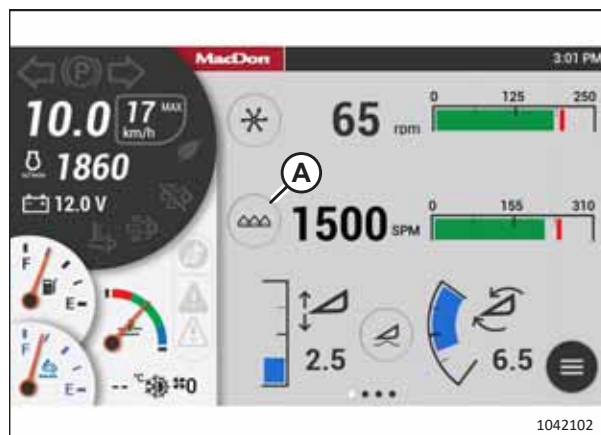 MacDon
3:01 PM
P
10.0 17 MAX
km/h
1860
12.0 V
F
E
F
E
-- °C 0
65 rpm
0 125 250
A
1500 SPM
0 155 310
2.5
6.5
1042102